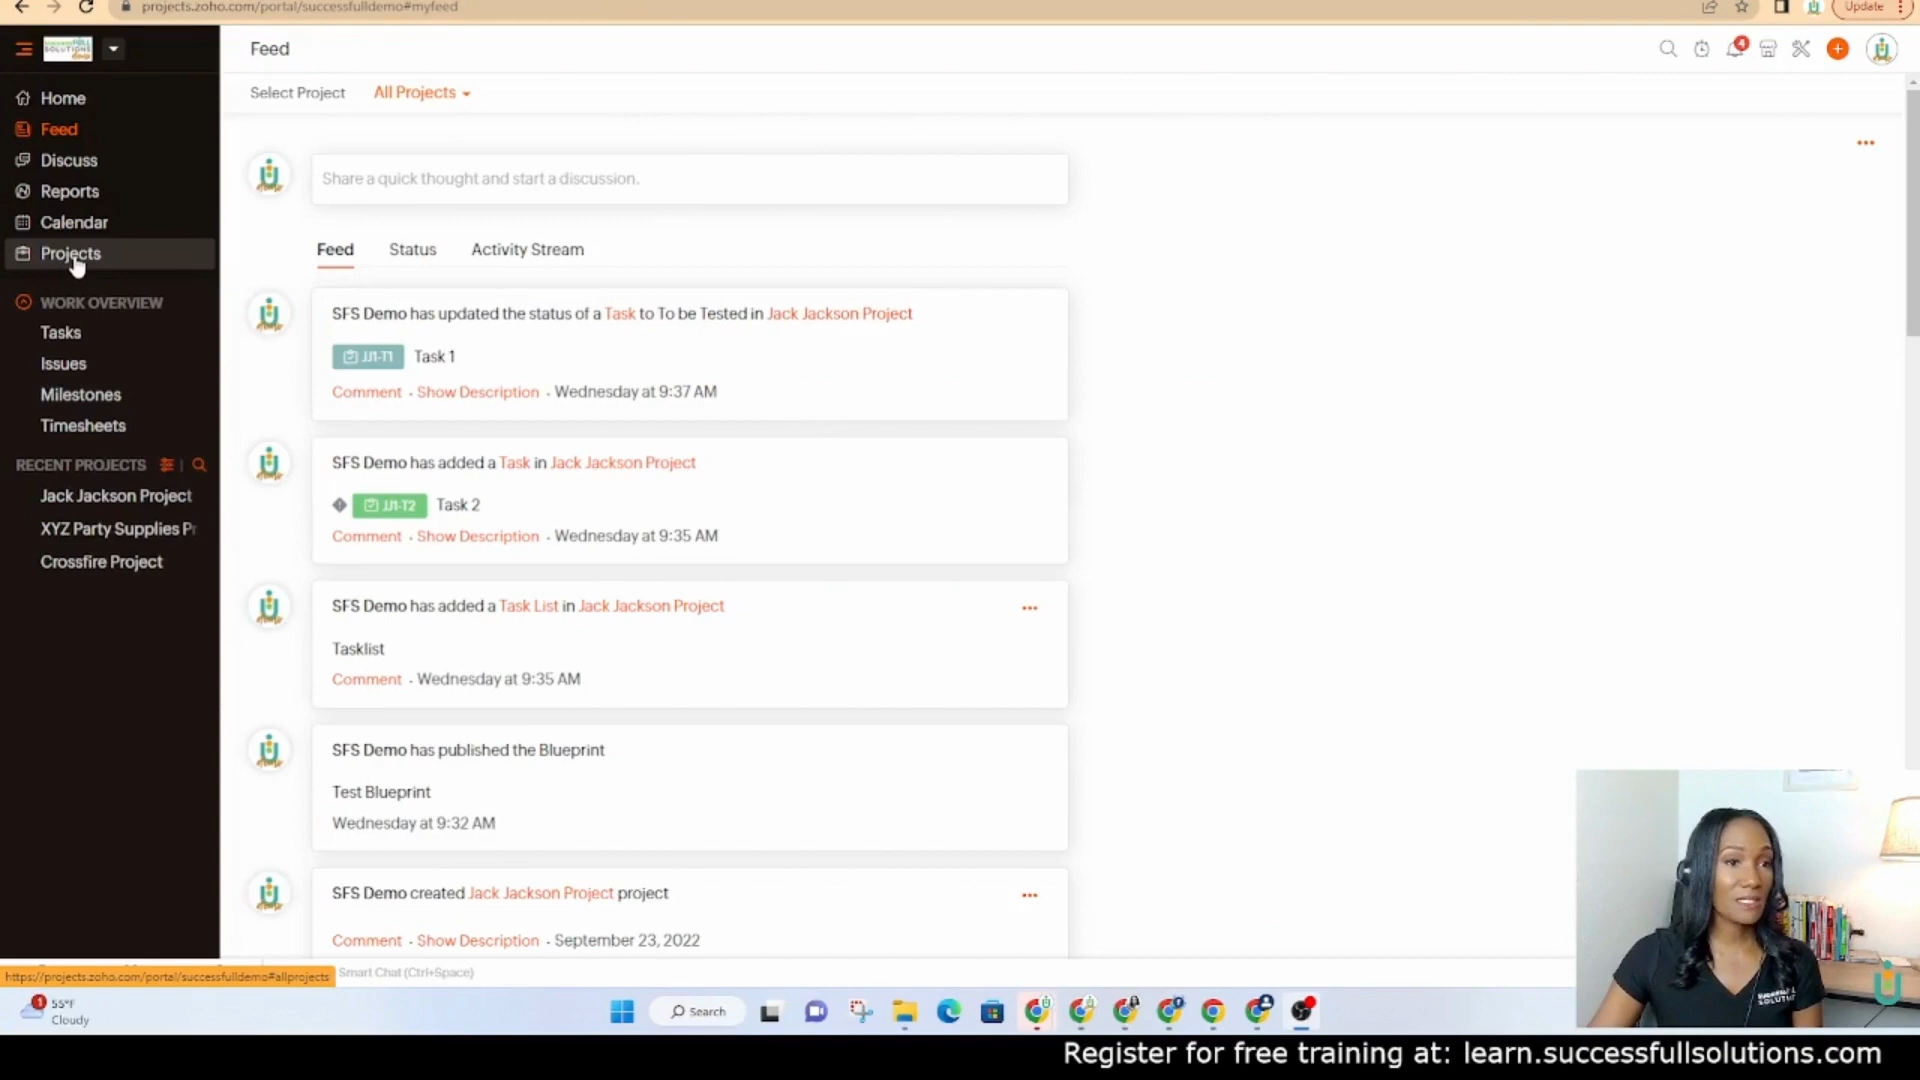 projects.zoho.com/portal/successfulldemo#myfeed
Update
Feed
4
Home
Feed
Discuss
Reports
Calendar
Projects
WORK OVERVIEW
Tasks
Issues
Milestones
Timesheets
RECENT PROJECTS
Jack Jackson Project
XYZ Party Supplies Pr
Crossfire Project
Select Project All Projects
Share a quick thought and start a discussion.
Feed Status Activity Stream
SFS Demo has updated the status of a Task to To be Tested in Jack Jackson Project
JJ1-T1 Task 1
Comment . Show Description . Wednesday at 9:37 AM
SFS Demo has added a Task in Jack Jackson Project
JJ1-T2 Task 2
Comment . Show Description . Wednesday at 9:35 AM
SFS Demo has added a Task List in Jack Jackson Project
Tasklist
Comment . Wednesday at 9:35 AM
SFS Demo has published the Blueprint
Test Blueprint
Wednesday at 9:32 AM
SFS Demo created Jack Jackson Project project
Comment . Show Description . September 23, 2022
https://projects.zoho.com/portal/successfulldemo#allprojects
Smart Chat (Ctrl+Space)
1
55°F
Cloudy
Search
Register for free training at: learn.successfullsolutions.com